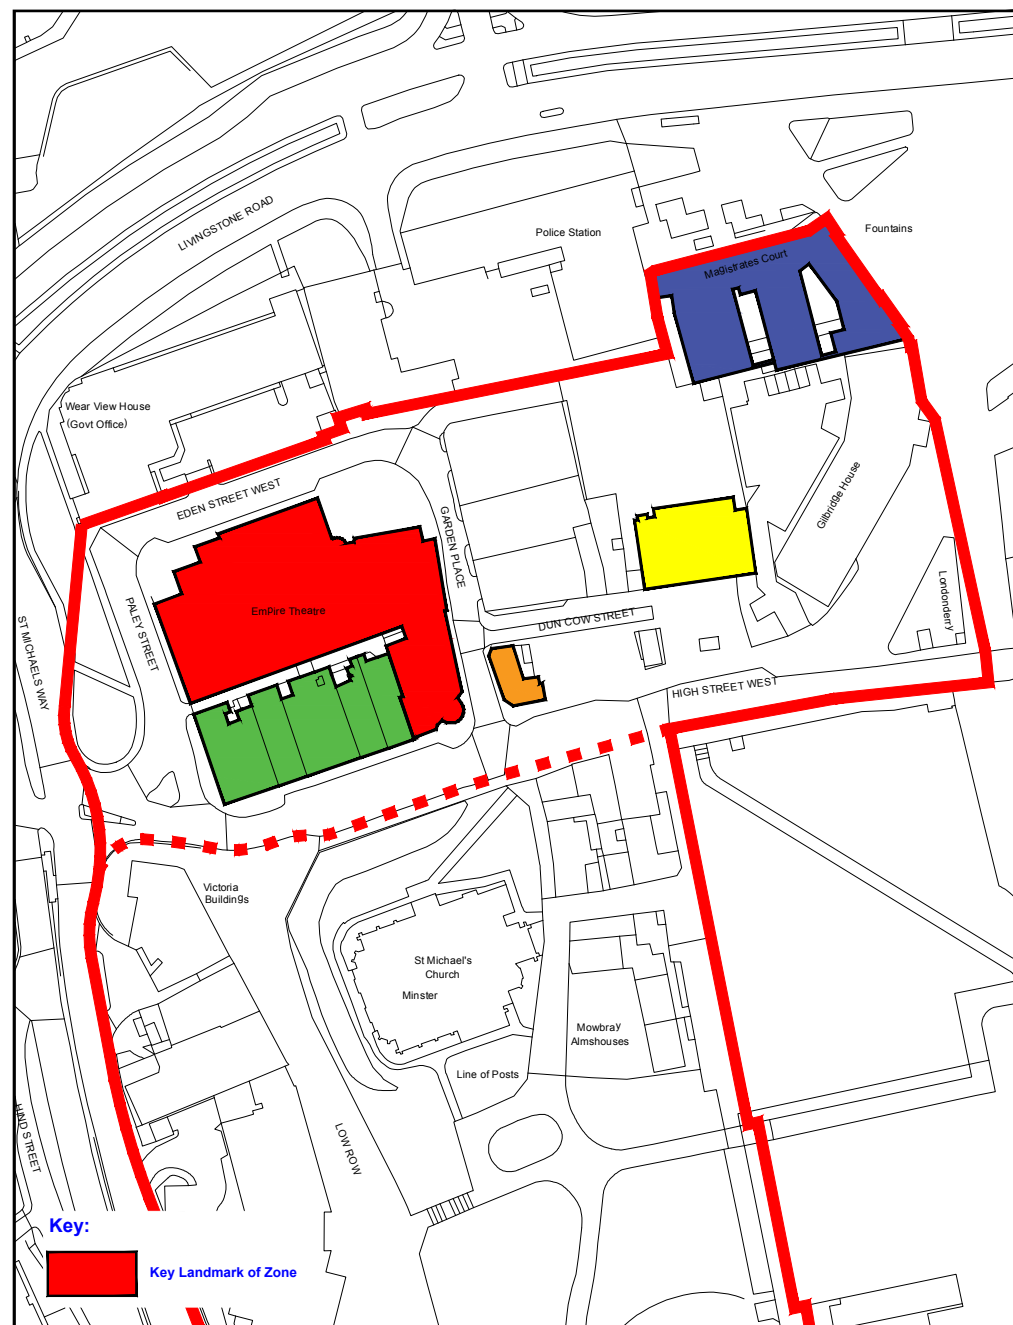 LIVINGSTONE ROAD
Police Station
Fountains
Magistrates Court
Wear View House
(Govt Office)
EDEN STREET WEST
GARDEN PLACE
Gilbridge House
PALEY STREET
Empire Theatre
DUN COW STREET
Londonderry
ST MICHAELS WAY
HIGH STREET WEST
Victoria
Buildings
St Michael's
Church
Minster
Mowbray
Almshouses
Line of Posts
HIND STREET
LOW ROW
Key:
Key Landmark of Zone